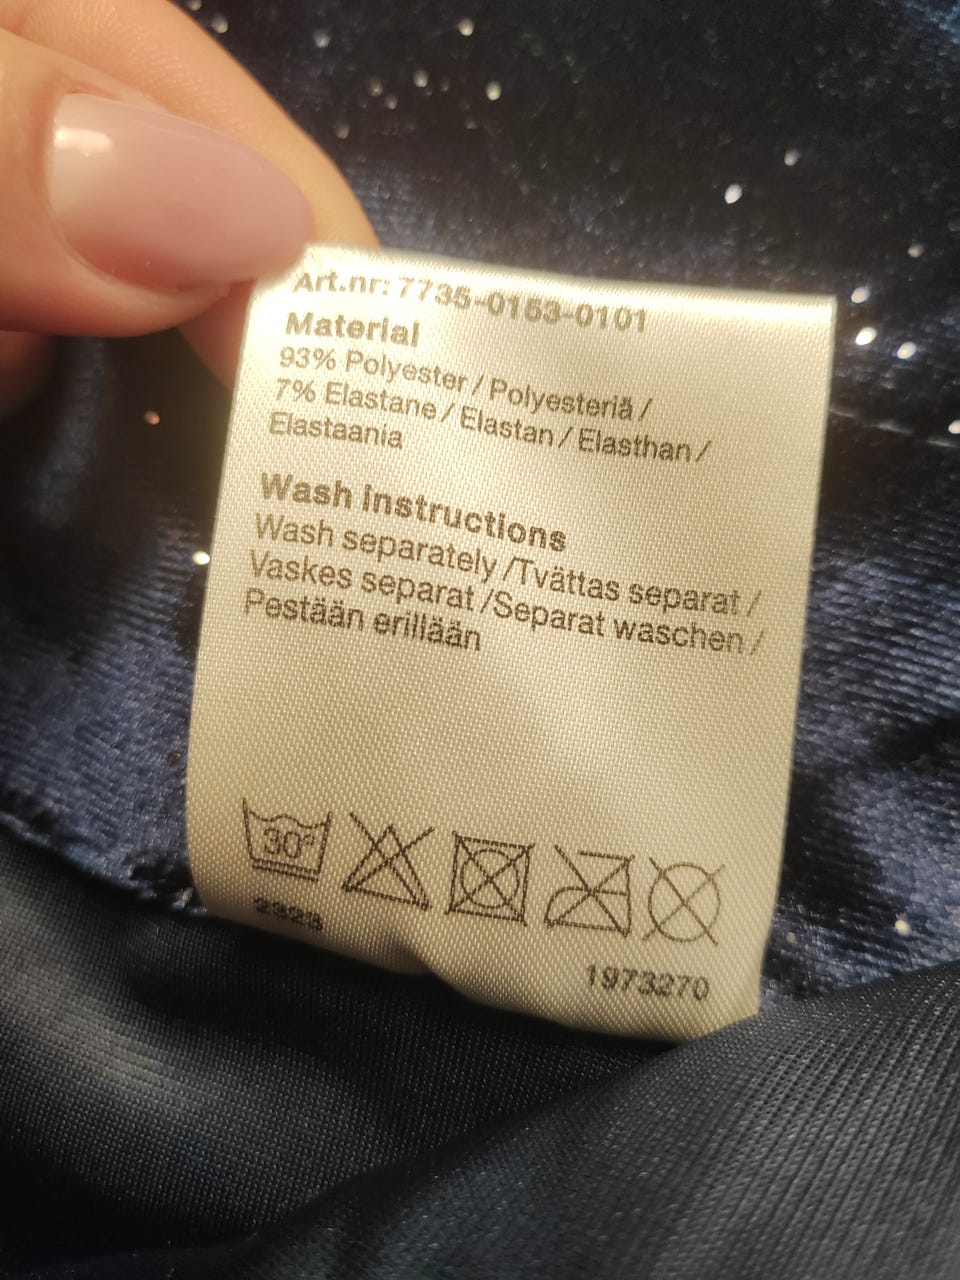 Art.nr: 7735-0153-0101
Material
93% Polyester / Polyesteriä /
7% Elastane / Elastan / Elasthan /
Elastaania
Wash instructions
Wash separately /Tvättas separat /
Vaskes separat /Separat waschen /
Pestään erillään
30°
2323
1973270